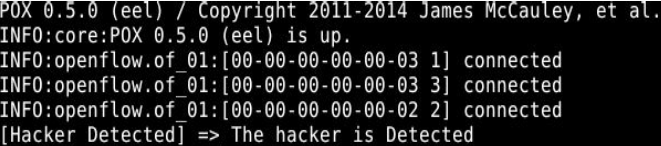 POX 0.5.0 (eel) / Copyright 2011-2014 James McCauley, et al.
INFO:core:POX 0.5.0 (eel) is up.
INFO:openflow.of_01:[00-00-00-00-00-03 1] connected
INFO:openflow.of_01:[00-00-00-00-00-03 3] connected
INFO:openflow.of_01:[00-00-00-00-00-02 2] connected
[Hacker Detected] => The hacker is Detected